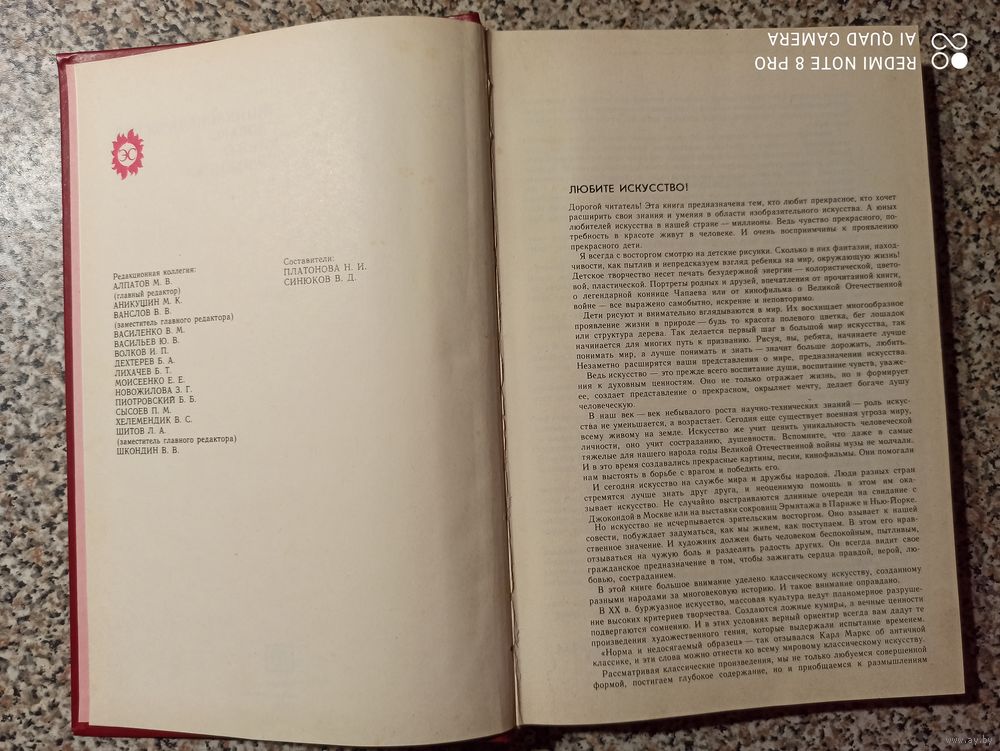 ЭС
Редакционная коллегия:
АЛПАТОВ М. В.
(главный редактор)
АНИКУШИН М. К.
ВАНСЛОВ В. В.
(заместитель главного редактора)
ВАСИЛЕНКО В. М.
ВАСИЛЬЕВ Ю. В.
ВОЛКОВ И. П.
ДЕХТЕРЕВ Б. А.
ЛИХАЧЕВ Б. Т.
МОИСЕЕНКО Е. Е.
НОВОЖИЛОВА З. Г.
ПИОТРОВСКИЙ Б. Б.
СЫСОЕВ П. М.
ХЕЛЕМЕНДИК В. С.
ШИТОВ Л. А.
(заместитель главного редактора)
ШКОНДИН В. В.
Составители:
ПЛАТОНОВА Н. И.
СИНЮКОВ В. Д.
ЛЮБИТЕ ИСКУССТВО!
Дорогой читатель! Эта книга предназначена тем, кто любит прекрасное, кто хочет
расширить свои знания и умения в области изобразительного искусства. А юных
любителей искусства в нашей стране — миллионы. Ведь чувство прекрасного, по-
требность в красоте живут в человеке. И очень восприимчивы к проявлению
прекрасного дети.
Я всегда с восторгом смотрю на детские рисунки. Сколько в них фантазии, наход-
чивости, как пытлив и непредсказуем взгляд ребенка на мир, окружающую жизнь!
Детское творчество несет печать безудержной энергии — колористической, цвето-
вой, пластической. Портреты родных и друзей, впечатления от прочитанной книги,
о легендарной коннице Чапаева или от кинофильма о Великой Отечественной
войне — все выражено самобытно, искренне и неповторимо.
Дети рисуют и внимательно вглядываются в мир. Их восхищает многообразное
проявление жизни в природе — будь то красота полевого цветка, бег лошадок
или структура дерева. Так делается первый шаг в большой мир искусства, так
начинается для многих путь к призванию. Рисуя, вы, ребята, начинаете лучше
понимать мир, а лучше понимать и знать — значит больше дорожить, любить.
Незаметно расширятся ваши представления о мире, предназначении искусства.
Ведь искусство — это прежде всего воспитание души, воспитание чувств, уваже-
ния к духовным ценностям. Оно не только отражает жизнь, но и формирует
ее, создает представление о прекрасном, окрыляет мечту, делает богаче душу
человеческую.
В наш век — век небывалого роста научно-технических знаний — роль искус-
ства не уменьшается, а возрастает. Сегодня еще существует военная угроза миру,
всему живому на земле. Искусство же учит ценить уникальность человеческой
личности, оно учит состраданию, душевности. Вспомните, что даже в самые
тяжелые для нашего народа годы Великой Отечественной войны музы не молчали.
И в это время создавались прекрасные картины, песни, кинофильмы. Они помогали
нам выстоять в борьбе с врагом и победить его.
И сегодня искусство на службе мира и дружбы народов. Люди разных стран
стремятся лучше знать друг друга, и неоценимую помощь в этом им ока-
зывает искусство. Не случайно выстраиваются длинные очереди на свидание с
Джокондой в Москве или на выставки сокровищ Эрмитажа в Париже и Нью-Йорке.
Но искусство не исчерпывается зрительским восторгом. Оно взывает к нашей
совести, побуждает задуматься, как мы живем, как поступаем. В этом его нрав-
ственное значение. И художник должен быть человеком беспокойным, пытливым,
отзываться на чужую боль и разделять радость других. Он всегда видит свое
гражданское предназначение в том, чтобы зажигать сердца правдой, верой, лю-
бовью, состраданием.
В этой книге большое внимание уделено классическому искусству, созданному
разными народами за многовековую историю. И такое внимание оправдано.
В XX в. буржуазное искусство, массовая культура ведут планомерное разруше-
ние высоких критериев творчества. Создаются ложные кумиры, а вечные ценности
подвергаются сомнению. И в этих условиях верный ориентир всегда вам дадут те
произведения художественного гения, которые выдержали испытание временем.
«Норма и недосягаемый образец» — так отзывался Карл Маркс об античной
классике, и эти слова можно отнести ко всему мировому классическому искусству.
Рассматривая классические произведения, мы не только любуемся совершенной
формой, постигаем глубокое содержание, но и приобщаемся к размышлениям
REDMI NOTE 8 PRO
AI QUAD CAMERA
www.ay.by